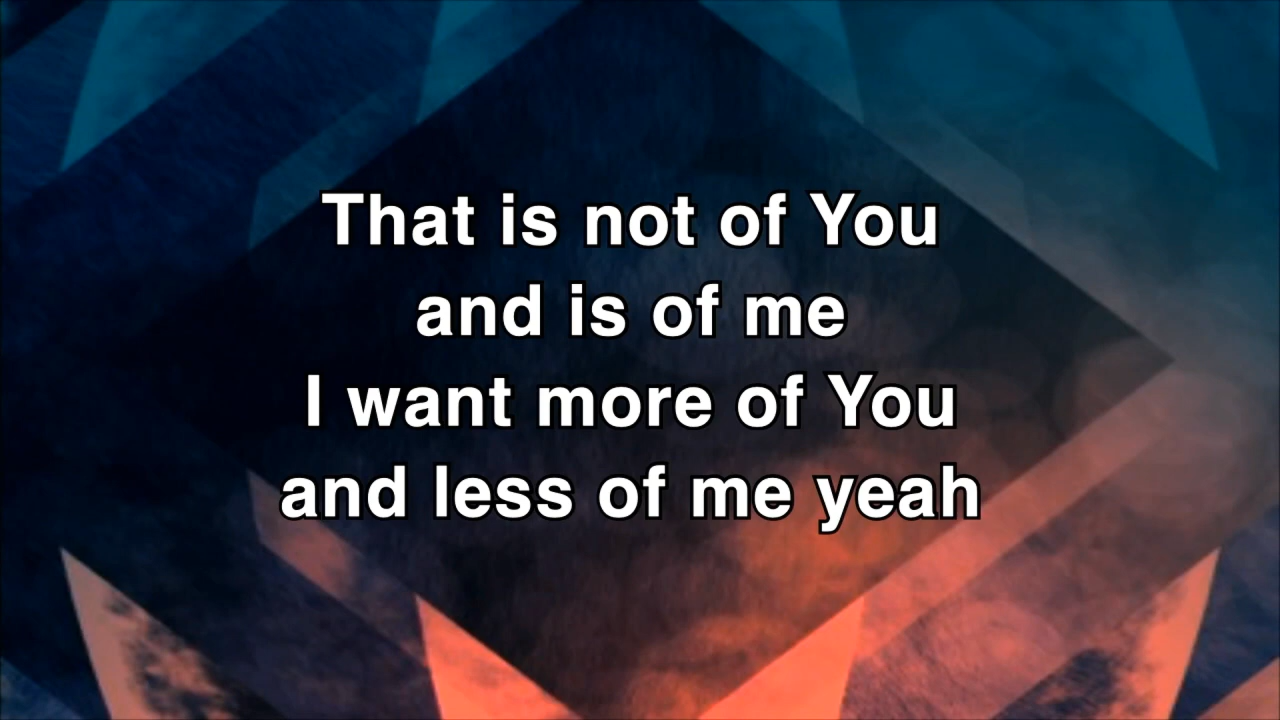 That is not of You
and is of me
I want more of You
and less of me yeah